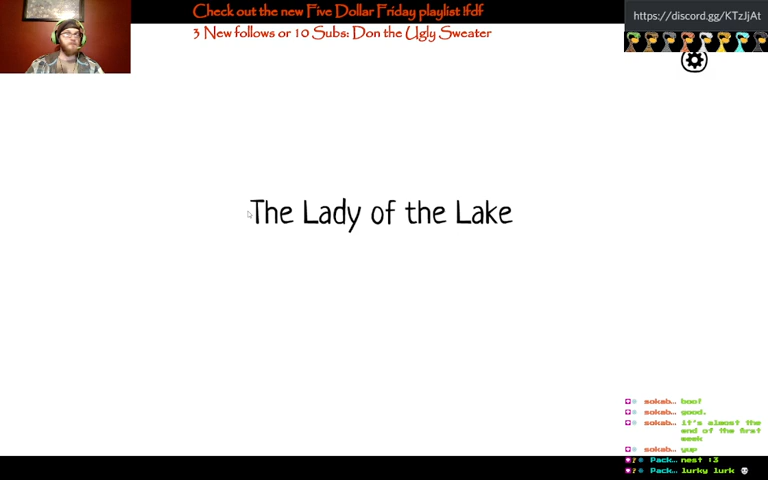 Check out the new Five Dollar Friday playlist !fdf
3 New follows or 10 Subs: Don the Ugly Sweater
https://discord.gg/KTzJjAt
The Lady of the Lake
sokab… boo!
sokab… good.
sokab… it's almost the
end of the first
week
sokab… yup
Pack… nest :3
Pack… lurky lurk